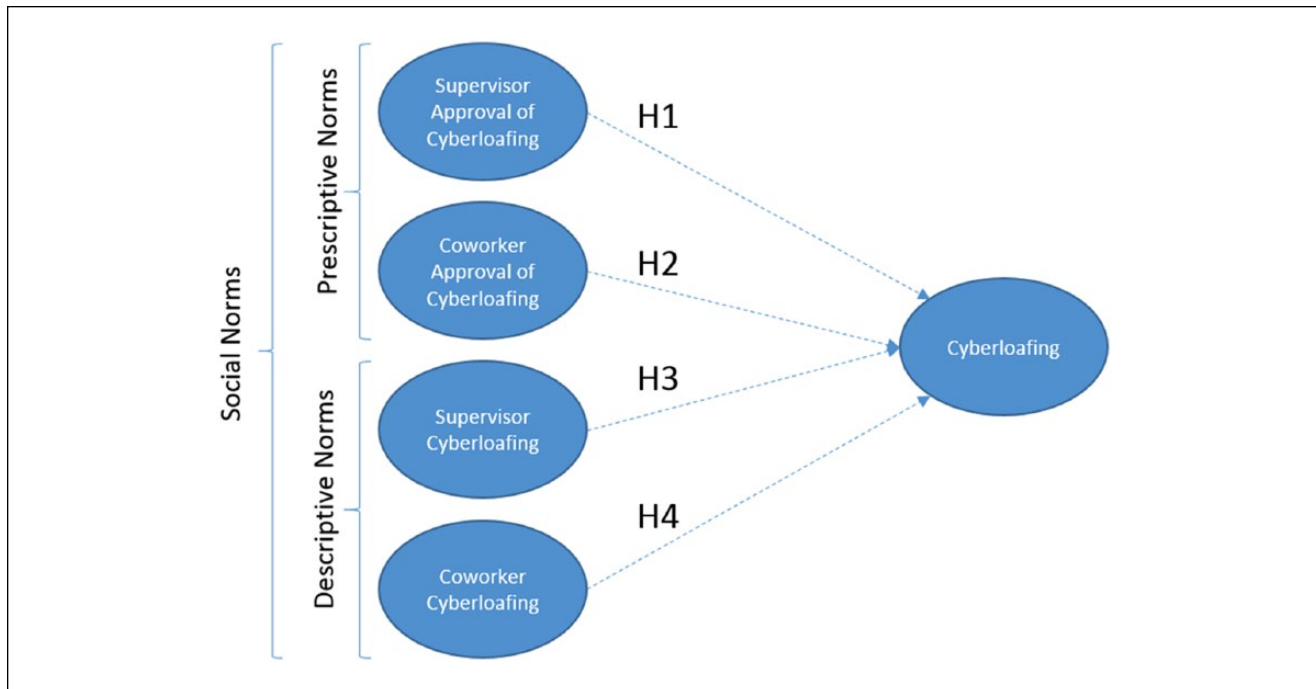 Social Norms
Prescriptive Norms
Supervisor
Approval of
Cyberloafing
H1
Coworker
Approval of
Cyberloafing
H2
Descriptive Norms
Supervisor
Cyberloafing
H3
Coworker
Cyberloafing
H4
Cyberloafing